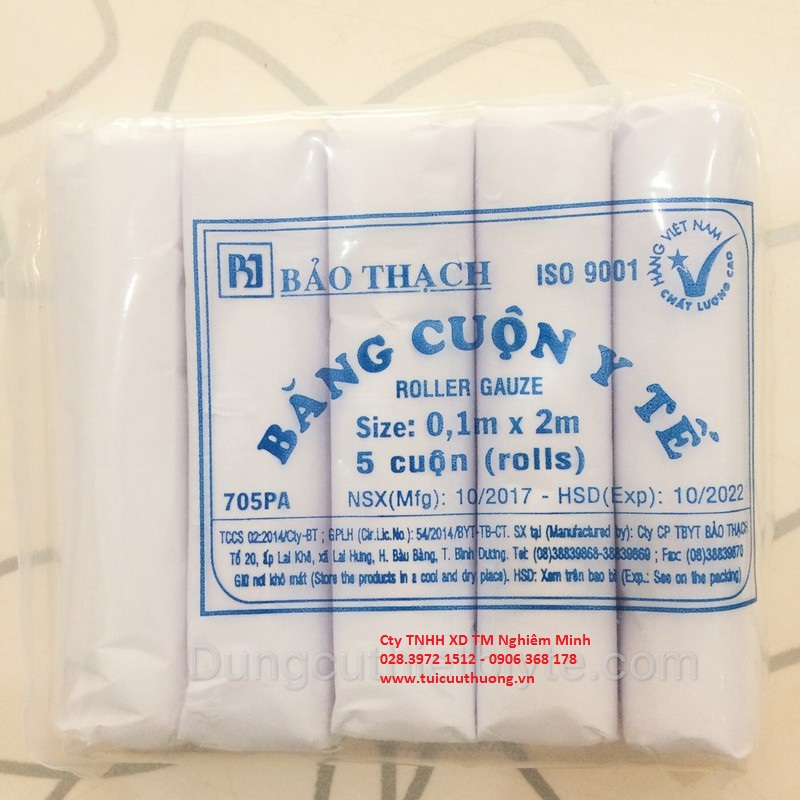 BẢO THẠCH
ISO 9001
HÀNG VIỆT NAM
CHẤT LƯỢNG CAO
BĂNG CUỘN Y TẾ
ROLLER GAUZE
Size: 0,1m x 2m
5 cuộn (rolls)
705PA
NSX(Mfg): 10/2017 - HSD(Exp): 10/2022
TCCS 02:2014/Cty-BT ; GPLH (Cir.Lic.No.): 54/2014/BYT-TB-CT. SX tại (Manufactured by): Cty CP TBYT BẢO THẠCH
Tổ 20, ấp Lai Khê, xã Lai Hưng, H. Bàu Bàng, T. Bình Dương. Tel: (08)38839868-38839869 ; Fax: (08)38839870
Giữ nơi khô mát (Store the products in a cool and dry place). HSD: Xem trên bao bì (Exp.: See on the packing)
Cty TNHH XD TM Nghiêm Minh
028.3972 1512 - 0906 368 178
www.tuicuuthuong.vn